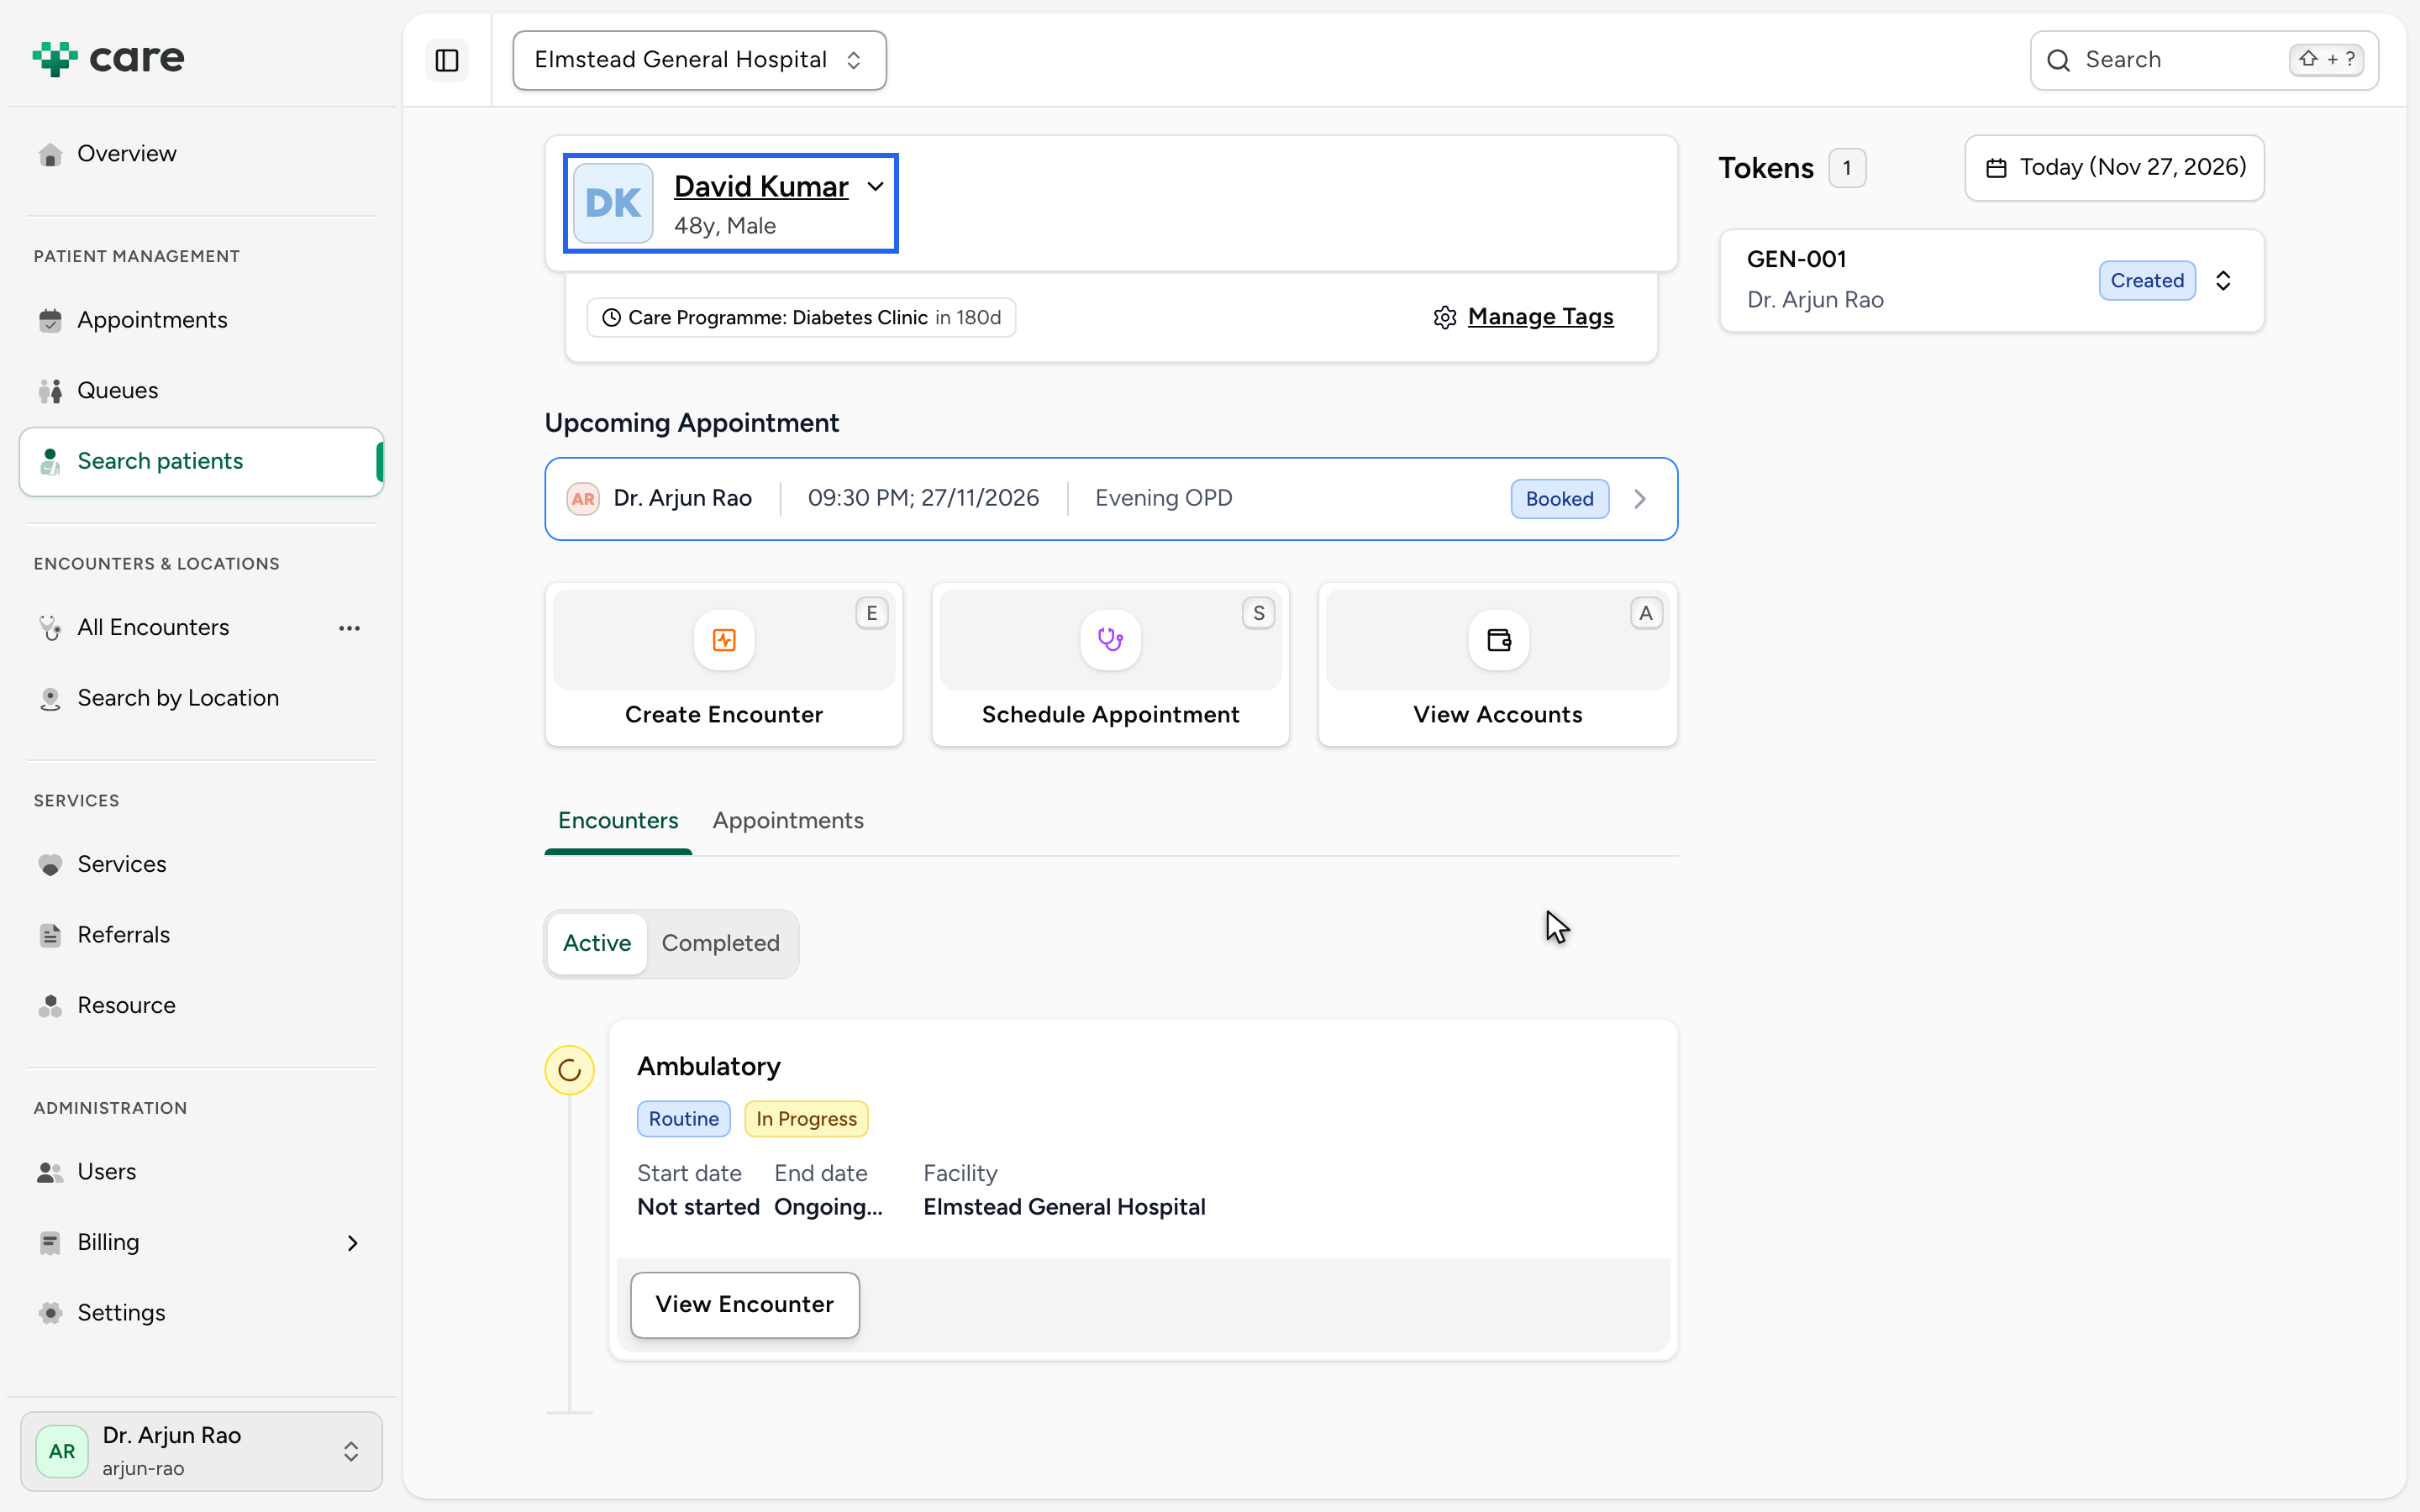 care
Overview
PATIENT MANAGEMENT
Appointments
Queues
Search patients
ENCOUNTERS & LOCATIONS
All Encounters
Search by Location
SERVICES
Services
Referrals
Resource
ADMINISTRATION
Users
Billing
Settings
AR
Dr. Arjun Rao
arjun-rao
Elmstead General Hospital
Search
+ ?
DK
David Kumar
48y, Male
Care Programme: Diabetes Clinic in 180d
Manage Tags
Upcoming Appointment
AR Dr. Arjun Rao 09:30 PM; 27/11/2026 Evening OPD Booked
E
Create Encounter
S
Schedule Appointment
A
View Accounts
Encounters Appointments
Active Completed
Ambulatory
Routine In Progress
Start date End date Facility
Not started Ongoing... Elmstead General Hospital
View Encounter
Tokens 1
Today (Nov 27, 2026)
GEN-001
Dr. Arjun Rao
Created